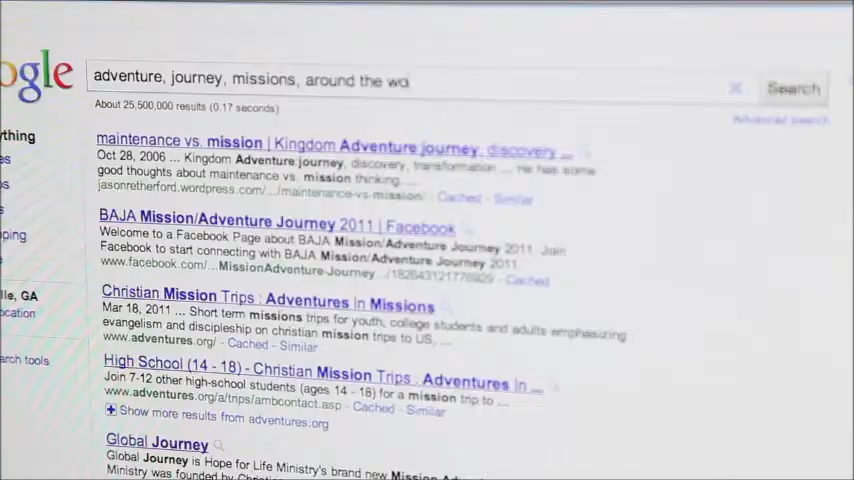 ogle
adventure, journey, missions, around the wo
Search
About 25,500,000 results (0.17 seconds)
Advanced search
ything
maintenance vs. mission | Kingdom Adventure journey, discovery ...
Oct 28, 2006 ... Kingdom Adventure journey, discovery, transformation ... He has some
good thoughts about maintenance vs. mission thinking. ...
jasonretherford.wordpress.com/.../maintenance-vs-mission/ - Cached - Similar
BAJA Mission/Adventure Journey 2011 | Facebook
Welcome to a Facebook Page about BAJA Mission/Adventure Journey 2011. Join
Facebook to start connecting with BAJA Mission/Adventure Journey 2011.
www.facebook.com/...MissionAdventure-Journey.../182643121776929 - Cached
pping
lle, GA
ocation
Christian Mission Trips : Adventures In Missions
Mar 18, 2011 ... Short term missions trips for youth, college students and adults emphasizing
evangelism and discipleship on christian mission trips to US, ...
www.adventures.org/ - Cached - Similar
arch tools
High School (14 - 18) - Christian Mission Trips : Adventures In ...
Join 7-12 other high-school students (ages 14 - 18) for a mission trip to ...
www.adventures.org/a/trips/ambcontact.asp - Cached - Similar
Show more results from adventures.org
Global Journey
Global Journey is Hope for Life Ministry's brand new Mission
Ministry was founded by